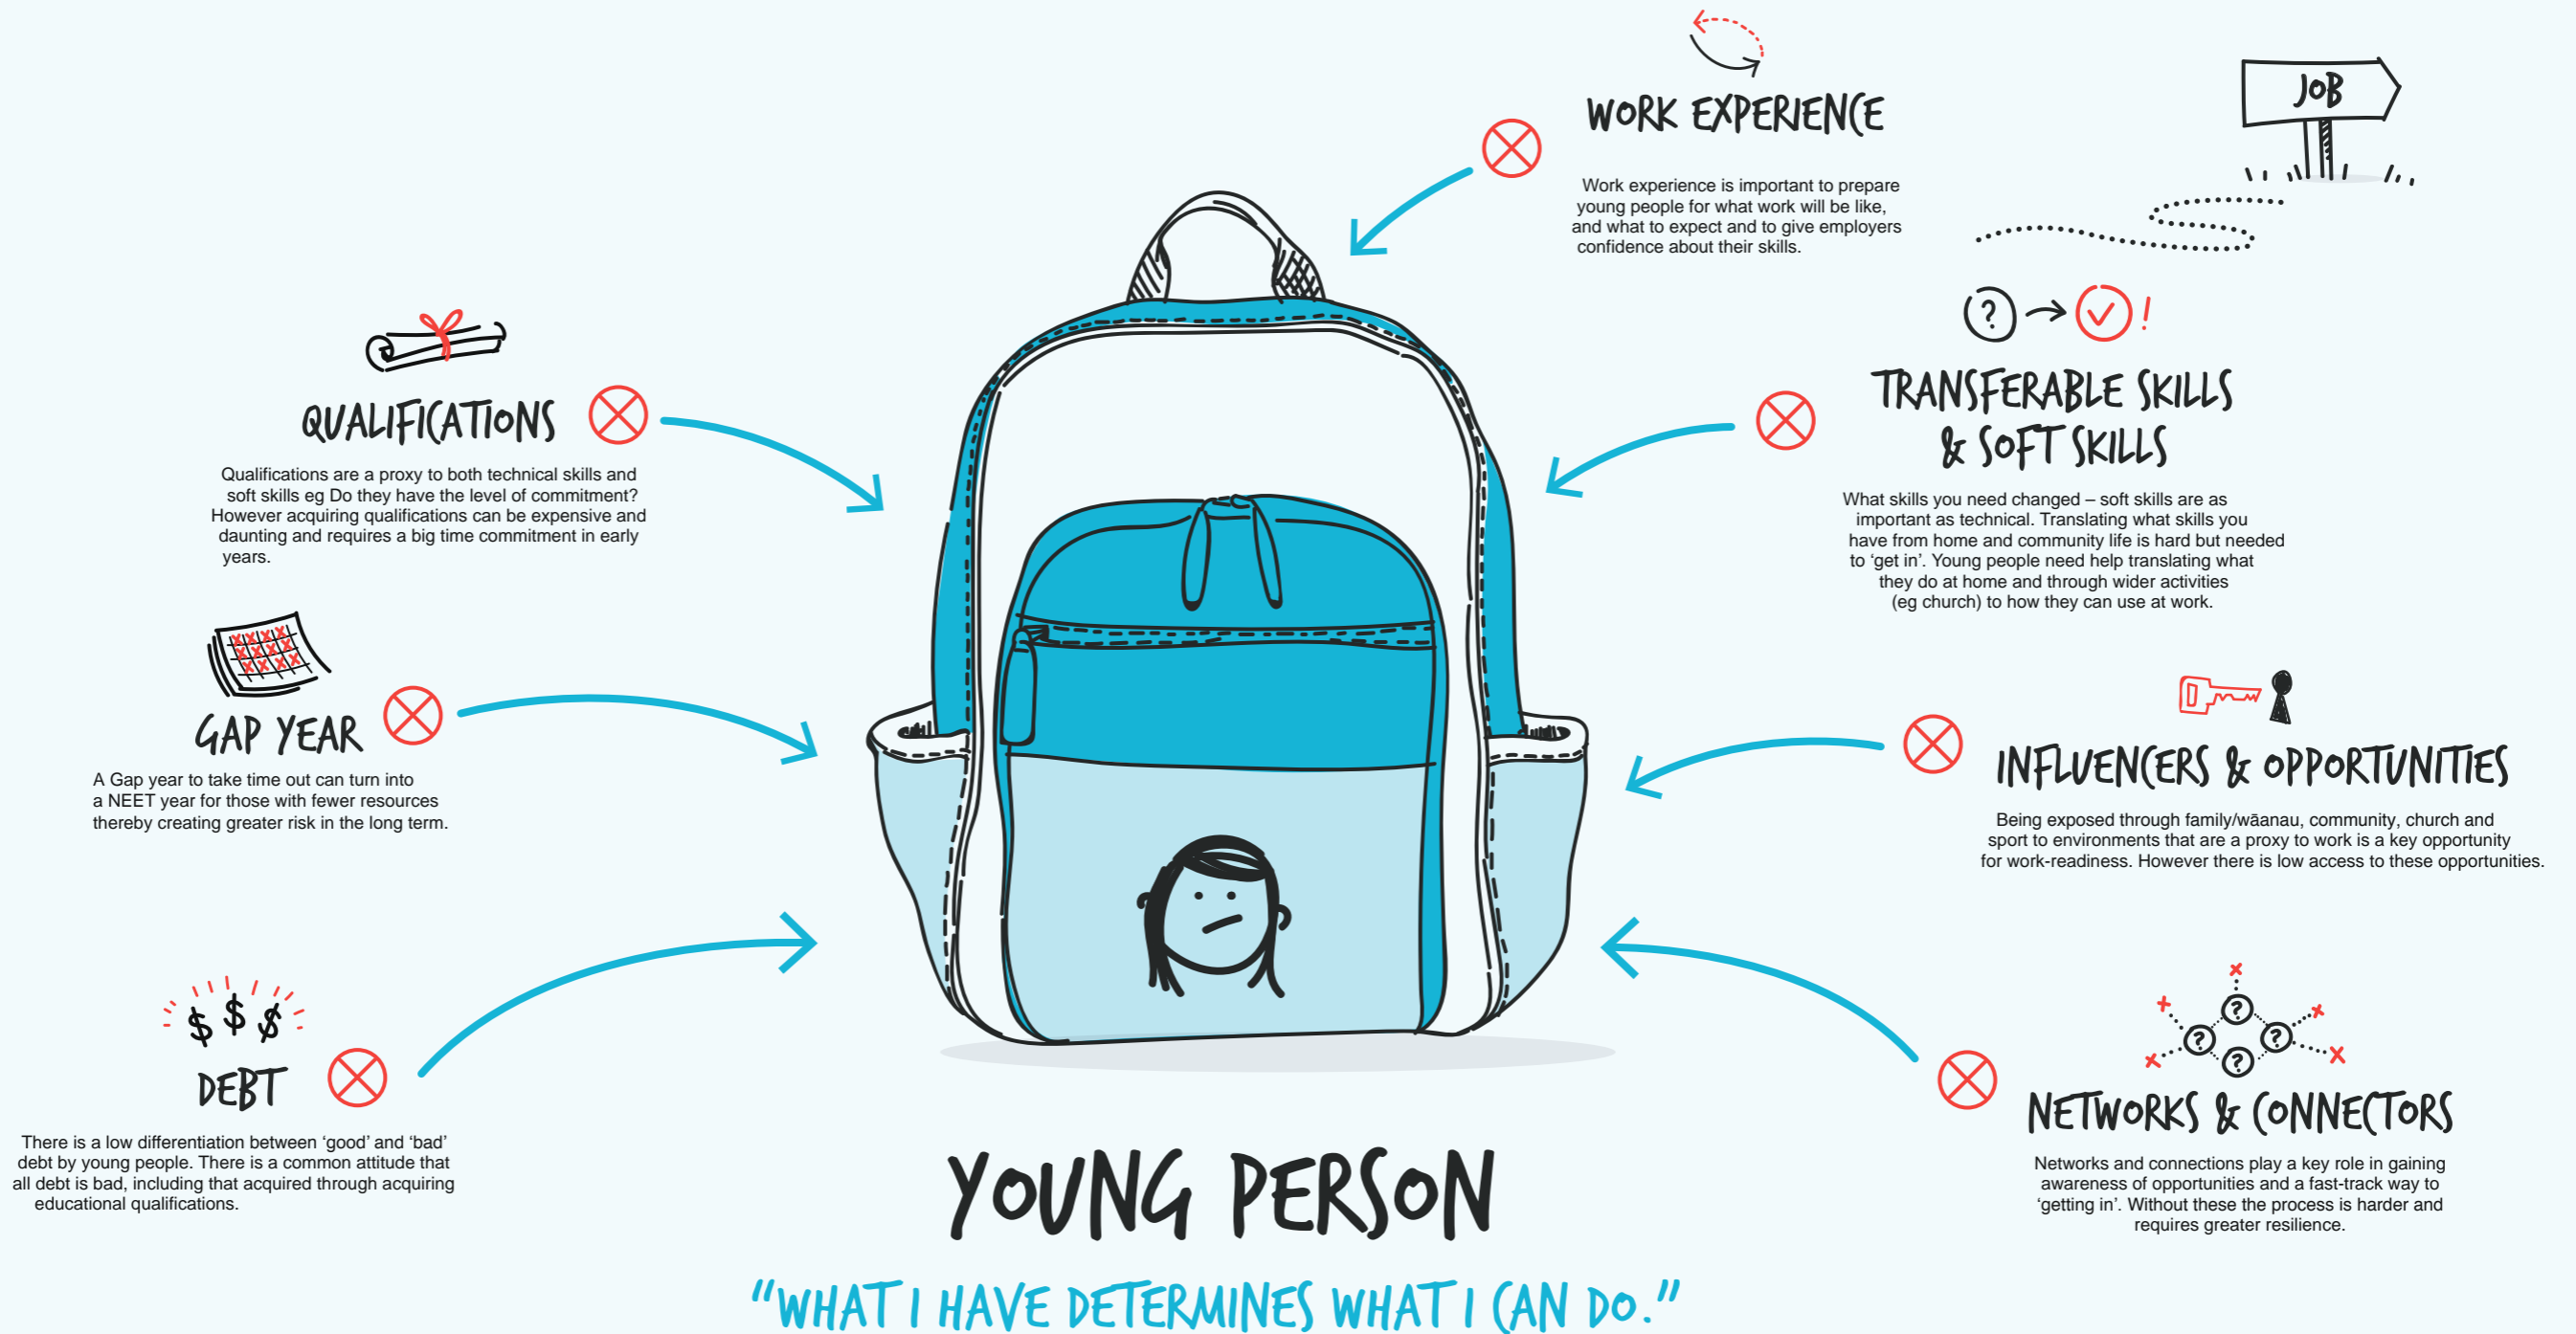 WORK EXPERIENCE
Work experience is important to prepare
young people for what work will be like,
and what to expect and to give employers
confidence about their skills.
JOB
QUALIFICATIONS
Qualifications are a proxy to both technical skills and
soft skills eg Do they have the level of commitment?
However acquiring qualifications can be expensive and
daunting and requires a big time commitment in early
years.
?
!
TRANSFERABLE SKILLS
& SOFT SKILLS
What skills you need changed – soft skills are as
important as technical. Translating what skills you
have from home and community life is hard but needed
to ‘get in’. Young people need help translating what
they do at home and through wider activities
(eg church) to how they can use at work.
GAP YEAR
A Gap year to take time out can turn into
a NEET year for those with fewer resources
thereby creating greater risk in the long term.
INFLUENCERS & OPPORTUNITIES
Being exposed through family/wāanau, community, church and
sport to environments that are a proxy to work is a key opportunity
for work-readiness. However there is low access to these opportunities.
$ $ $
DEBT
There is a low differentiation between ‘good’ and ‘bad’
debt by young people. There is a common attitude that
all debt is bad, including that acquired through acquiring
educational qualifications.
?
? ?
?
NETWORKS & CONNECTORS
Networks and connections play a key role in gaining
awareness of opportunities and a fast-track way to
‘getting in’. Without these the process is harder and
requires greater resilience.
YOUNG PERSON
“WHAT I HAVE DETERMINES WHAT I CAN DO.”